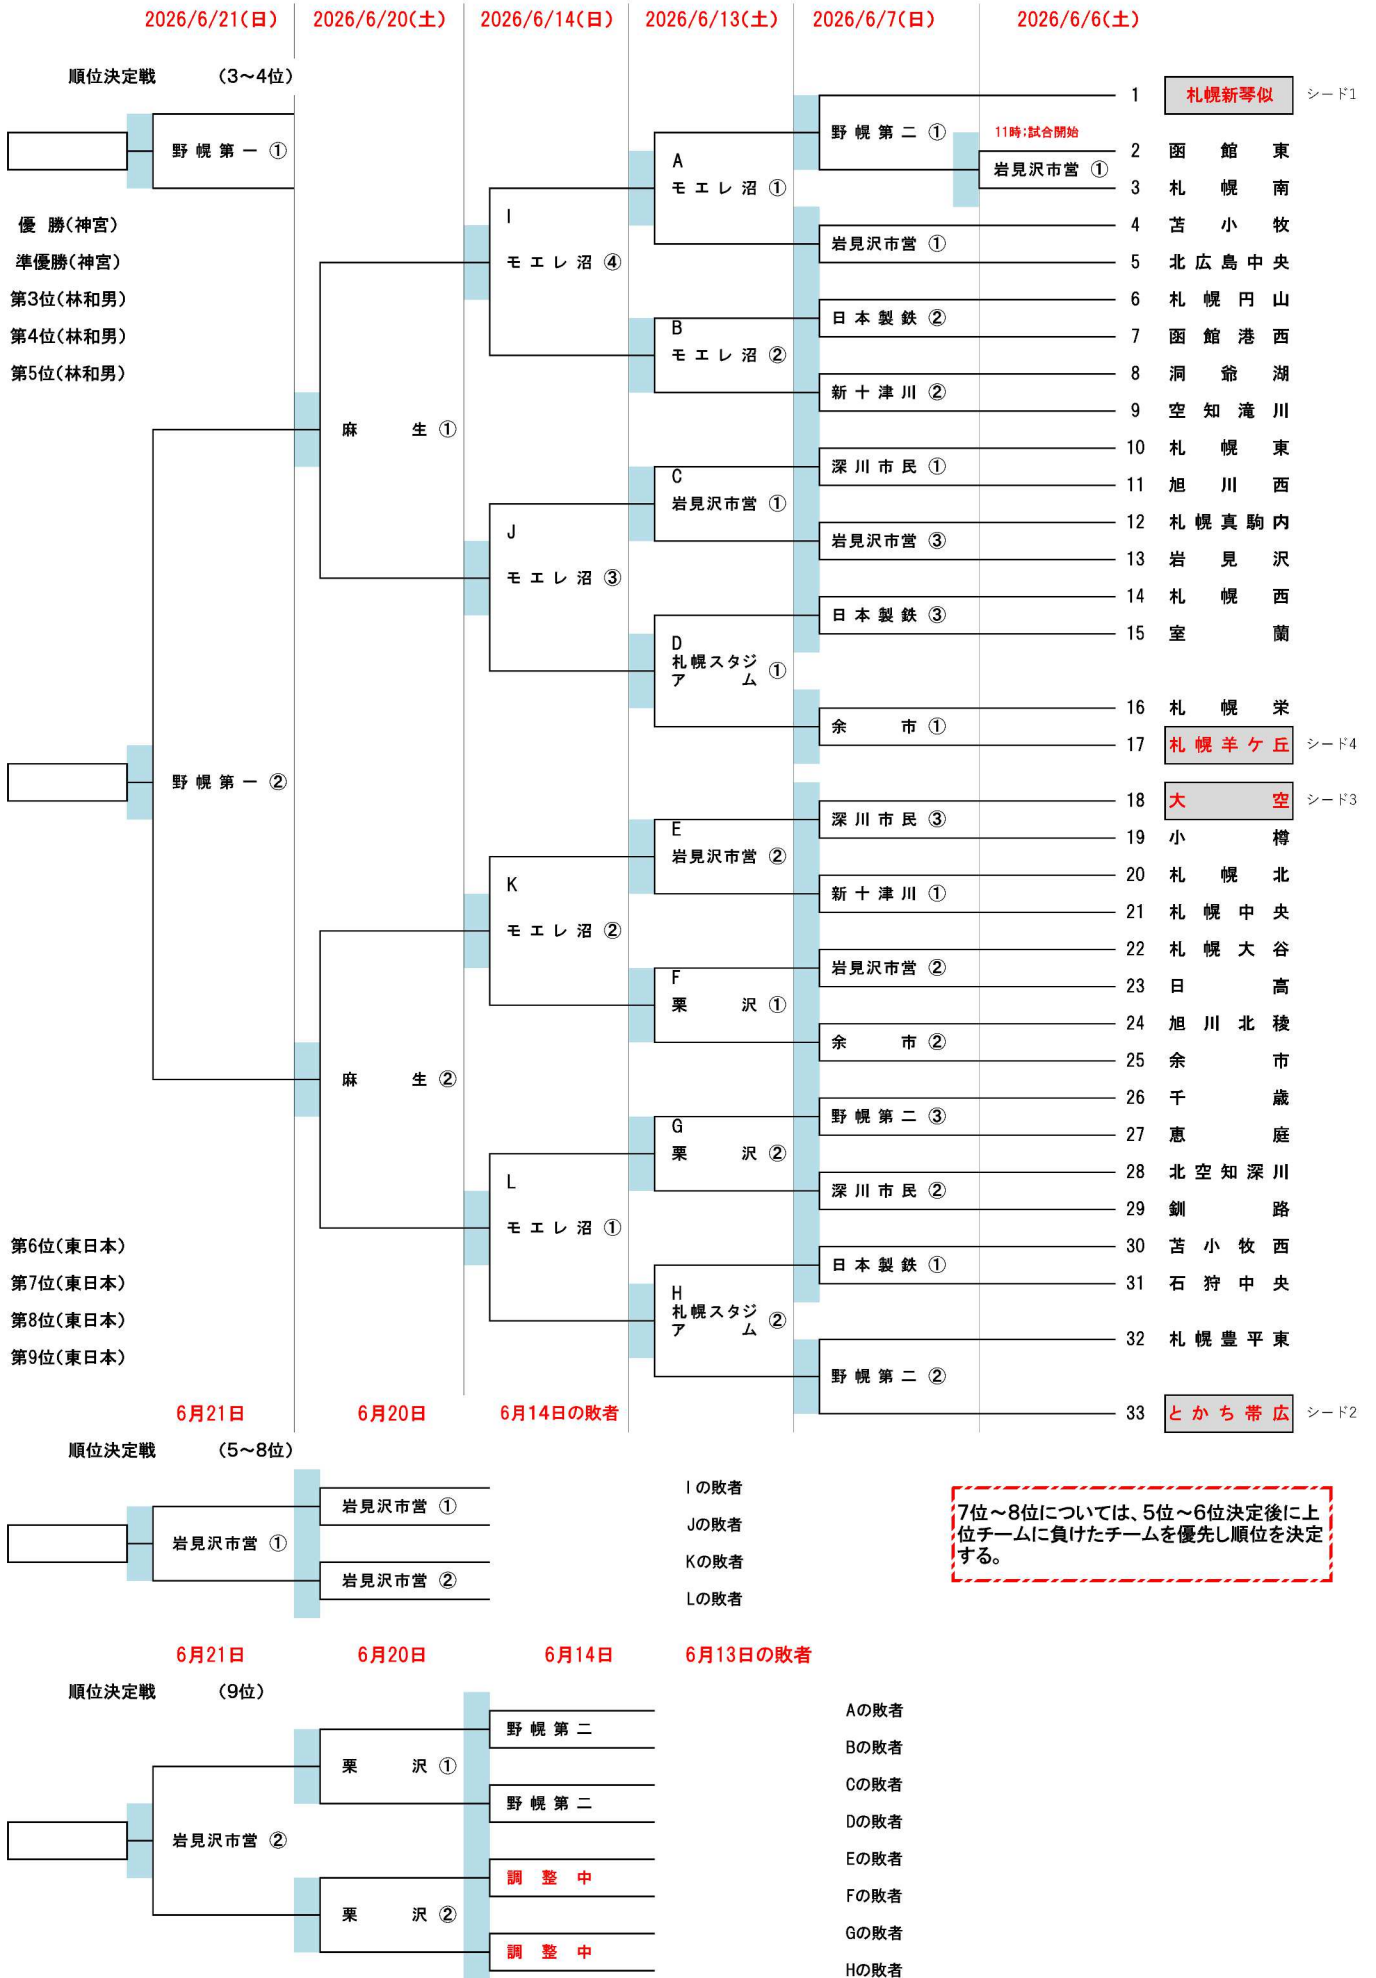 2026/6/21(日) 2026/6/20(土) 2026/6/14(日) 2026/6/13(土) 2026/6/7(日) 2026/6/6(土)
順位決定戦 (3～4位)
野幌第一 ①
優 勝(神宮)
準優勝(神宮)
第3位(林和男)
第4位(林和男)
第5位(林和男)
麻生 ①
野幌第一 ②
麻生 ②
I
モエレ沼 ④
J
モエレ沼 ③
K
モエレ沼 ②
L
モエレ沼 ①
A
モエレ沼 ①
B
モエレ沼 ②
C
岩見沢市営 ①
D
札幌スタジ
アム ①
E
岩見沢市営 ②
F
栗沢 ①
G
栗沢 ②
H
札幌スタジ
アム ②
野幌第二 ①
岩見沢市営 ①
日本製鉄 ②
新十津川 ②
深川市民 ①
岩見沢市営 ③
日本製鉄 ③
余市 ①
深川市民 ③
新十津川 ①
岩見沢市営 ②
余市 ②
野幌第二 ③
深川市民 ②
日本製鉄 ①
野幌第二 ②
11時;試合開始
岩見沢市営 ①
1 札幌新琴似 シード1
2 函館東
3 札幌南
4 苫小牧
5 北広島中央
6 札幌円山
7 函館港西
8 洞爺湖
9 空知滝川
10 札幌東
11 旭川西
12 札幌真駒内
13 岩見沢
14 札幌西
15 室蘭
16 札幌栄
17 札幌羊ケ丘 シード4
18 大空 シード3
19 小樽
20 札幌北
21 札幌中央
22 札幌大谷
23 日高
24 旭川北稜
25 余市
26 千歳
27 恵庭
28 北空知深川
29 釧路
30 苫小牧西
31 石狩中央
32 札幌豊平東
33 とかち帯広 シード2
第6位(東日本)
第7位(東日本)
第8位(東日本)
第9位(東日本)
6月21日 6月20日 6月14日の敗者
順位決定戦 (5～8位)
岩見沢市営 ①
岩見沢市営 ①
岩見沢市営 ②
Iの敗者
Jの敗者
Kの敗者
Lの敗者
7位～8位については、5位～6位決定後に上
位チームに負けたチームを優先し順位を決定
する。
6月21日 6月20日 6月14日 6月13日の敗者
順位決定戦 (9位)
野幌第二
栗沢 ①
野幌第二
岩見沢市営 ②
調整中
栗沢 ②
調整中
Aの敗者
Bの敗者
Cの敗者
Dの敗者
Eの敗者
Fの敗者
Gの敗者
Hの敗者